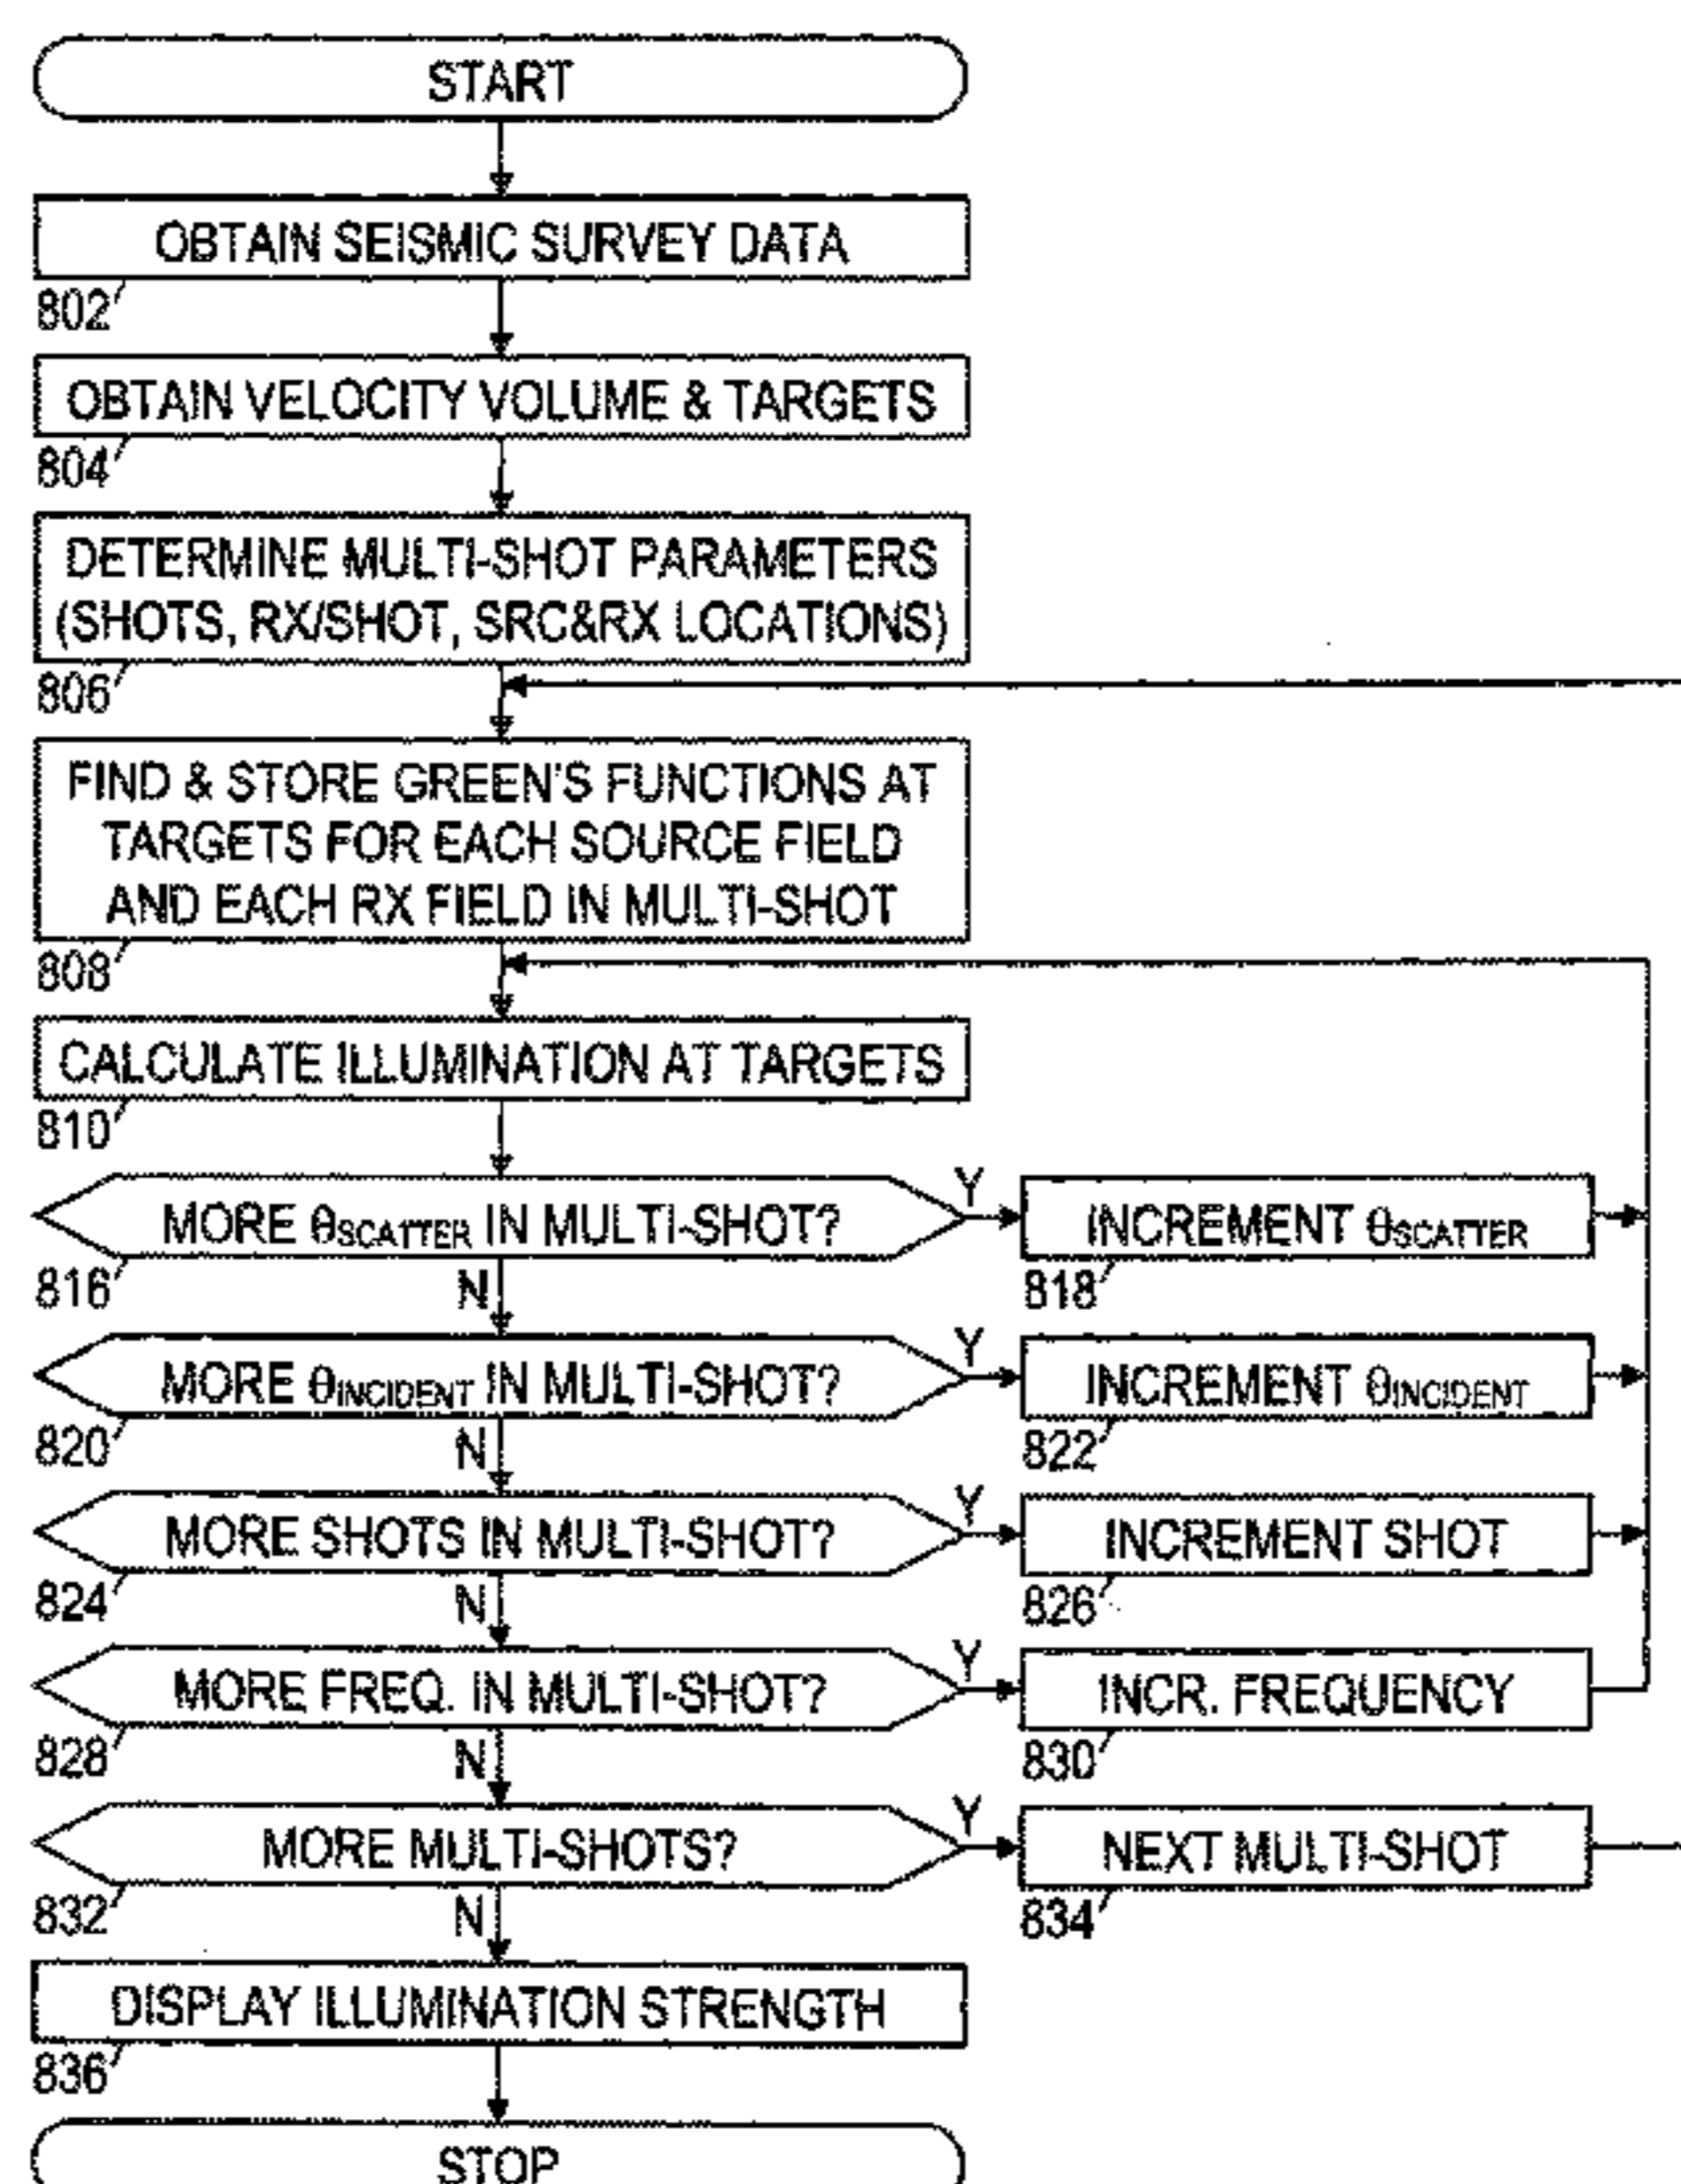 START
OBTAIN SEISMIC SURVEY DATA
802
OBTAIN VELOCITY VOLUME & TARGETS
804
DETERMINE MULTI-SHOT PARAMETERS
(SHOTS, RX/SHOT, SRC&RX LOCATIONS)
806
FIND & STORE GREEN'S FUNCTIONS AT
TARGETS FOR EACH SOURCE FIELD
AND EACH RX FIELD IN MULTI-SHOT
808
CALCULATE ILLUMINATION AT TARGETS
810
MORE θSCATTER IN MULTI-SHOT?
Y
INCREMENT θSCATTER
816
N
818
MORE θINCIDENT IN MULTI-SHOT?
Y
INCREMENT θINCIDENT
820
N
822
MORE SHOTS IN MULTI-SHOT?
Y
INCREMENT SHOT
824
N
826
MORE FREQ. IN MULTI-SHOT?
Y
INCR. FREQUENCY
828
N
830
MORE MULTI-SHOTS?
Y
NEXT MULTI-SHOT
832
N
834
DISPLAY ILLUMINATION STRENGTH
836
STOP